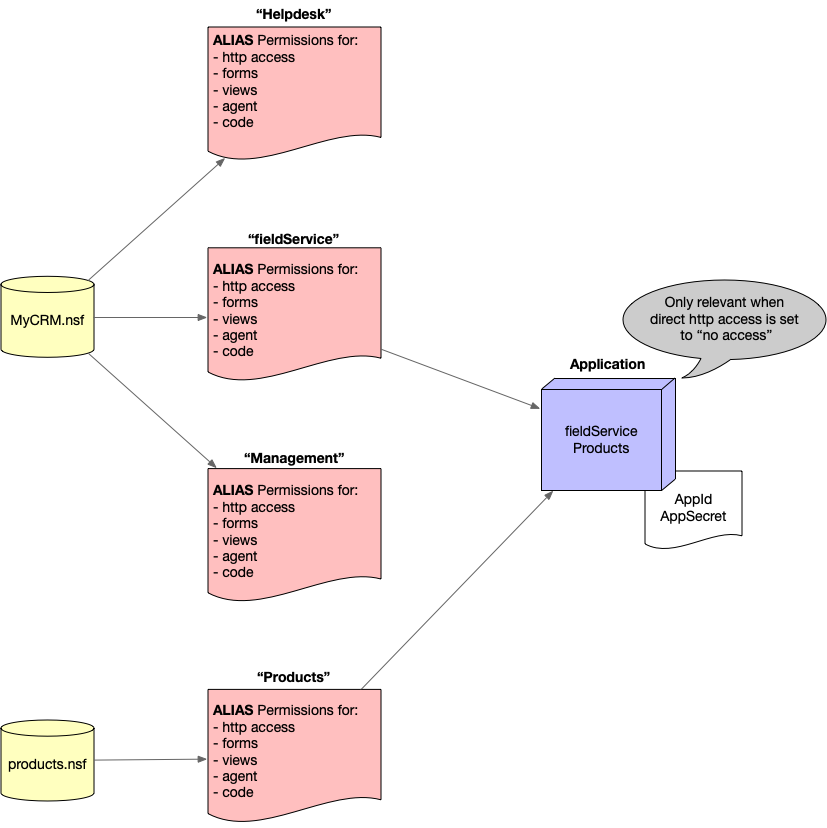 “Helpdesk”
ALIAS Permissions for:
- http access
- forms
- views
- agent
- code
“fieldService”
ALIAS Permissions for:
- http access
- forms
- views
- agent
- code
MyCRM.nsf
Only relevant when
direct http access is set
to “no access”
Application
fieldService
Products
AppId
AppSecret
“Management”
ALIAS Permissions for:
- http access
- forms
- views
- agent
- code
“Products”
ALIAS Permissions for:
- http access
- forms
- views
- agent
- code
products.nsf